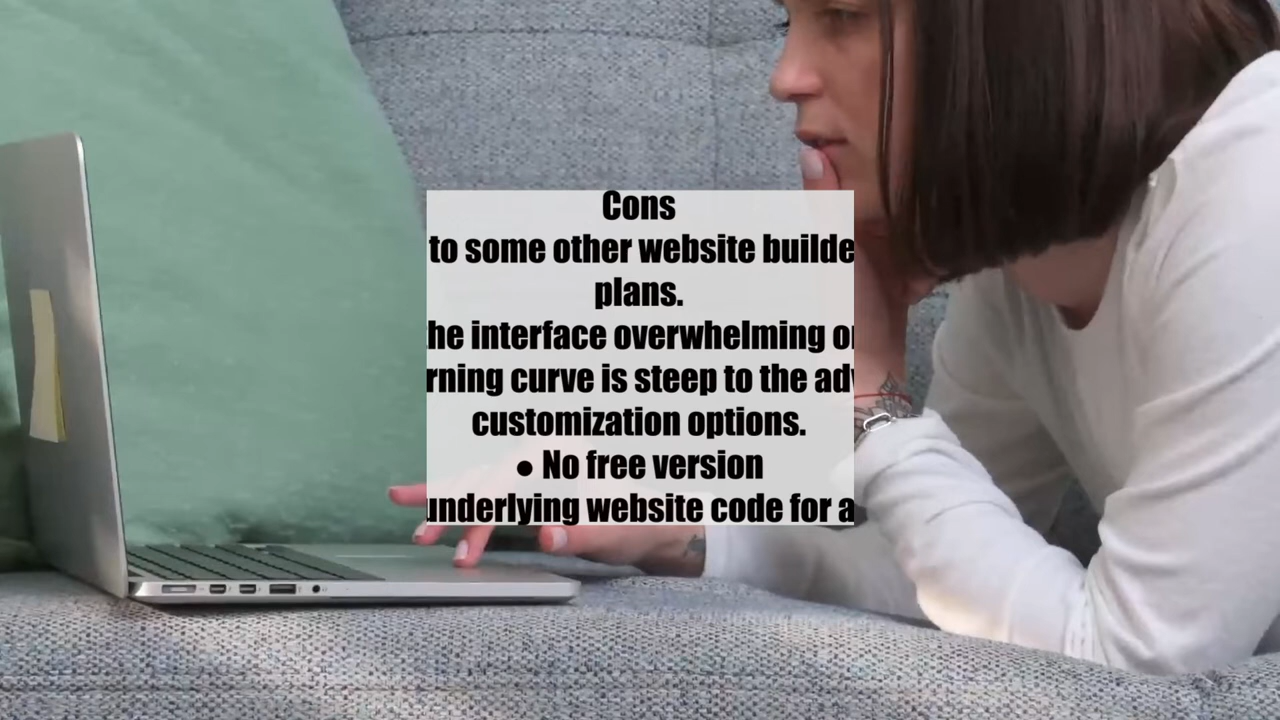 Cons
to some other website builde
plans.
he interface overwhelming o
rning curve is steep to the adv
customization options.
● No free version
underlying website code for a